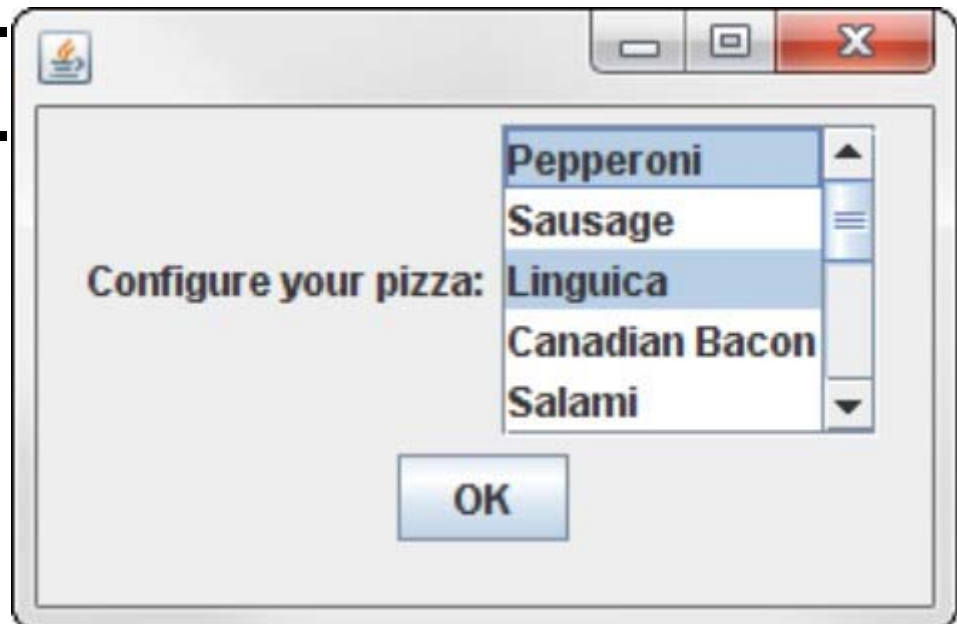 Pepperoni
Sausage
Configure your pizza: Linguica
Canadian Bacon
Salami
OK